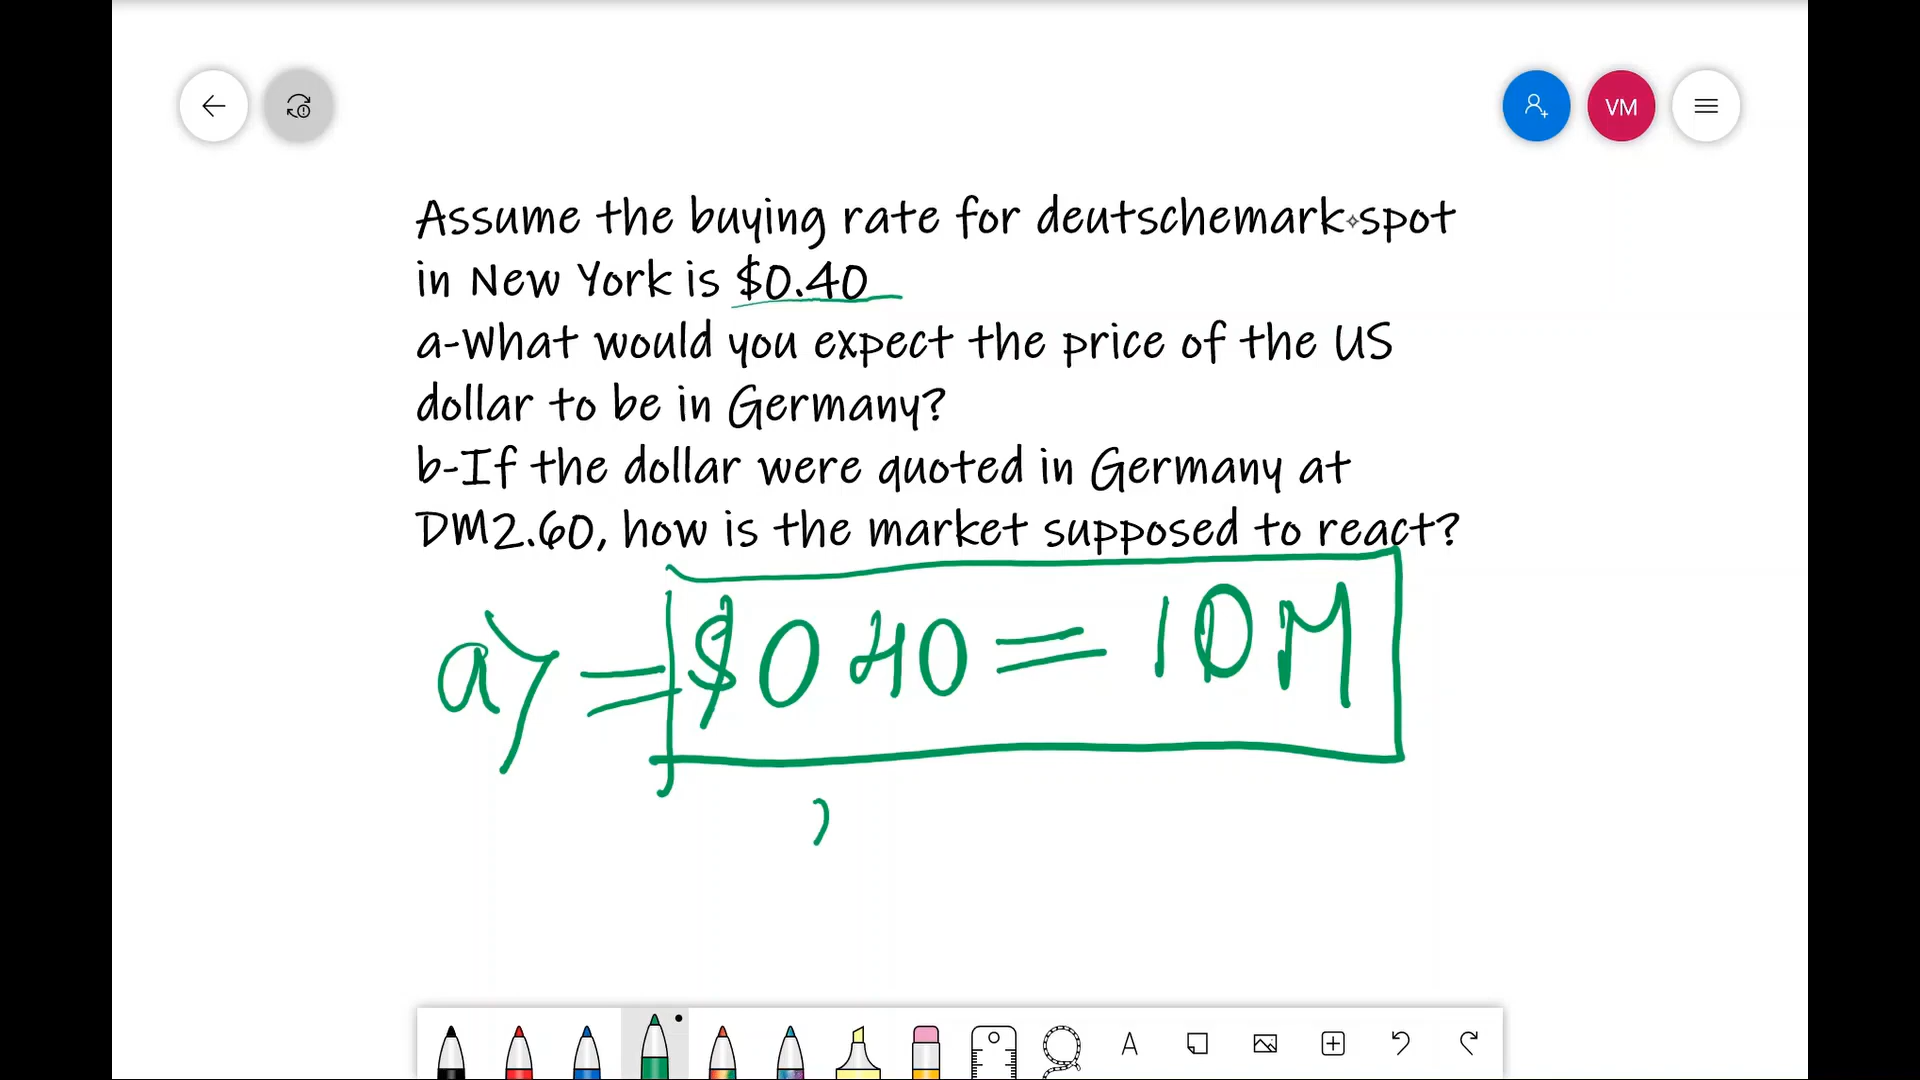 VM
Assume the buying rate for deutschemark spot
in New York is $0.40
a-What would you expect the price of the US
dollar to be in Germany?
b-If the dollar were quoted in Germany at
DM2.60, how is the market supposed to react?
a) = $0 40 = 1DM
A